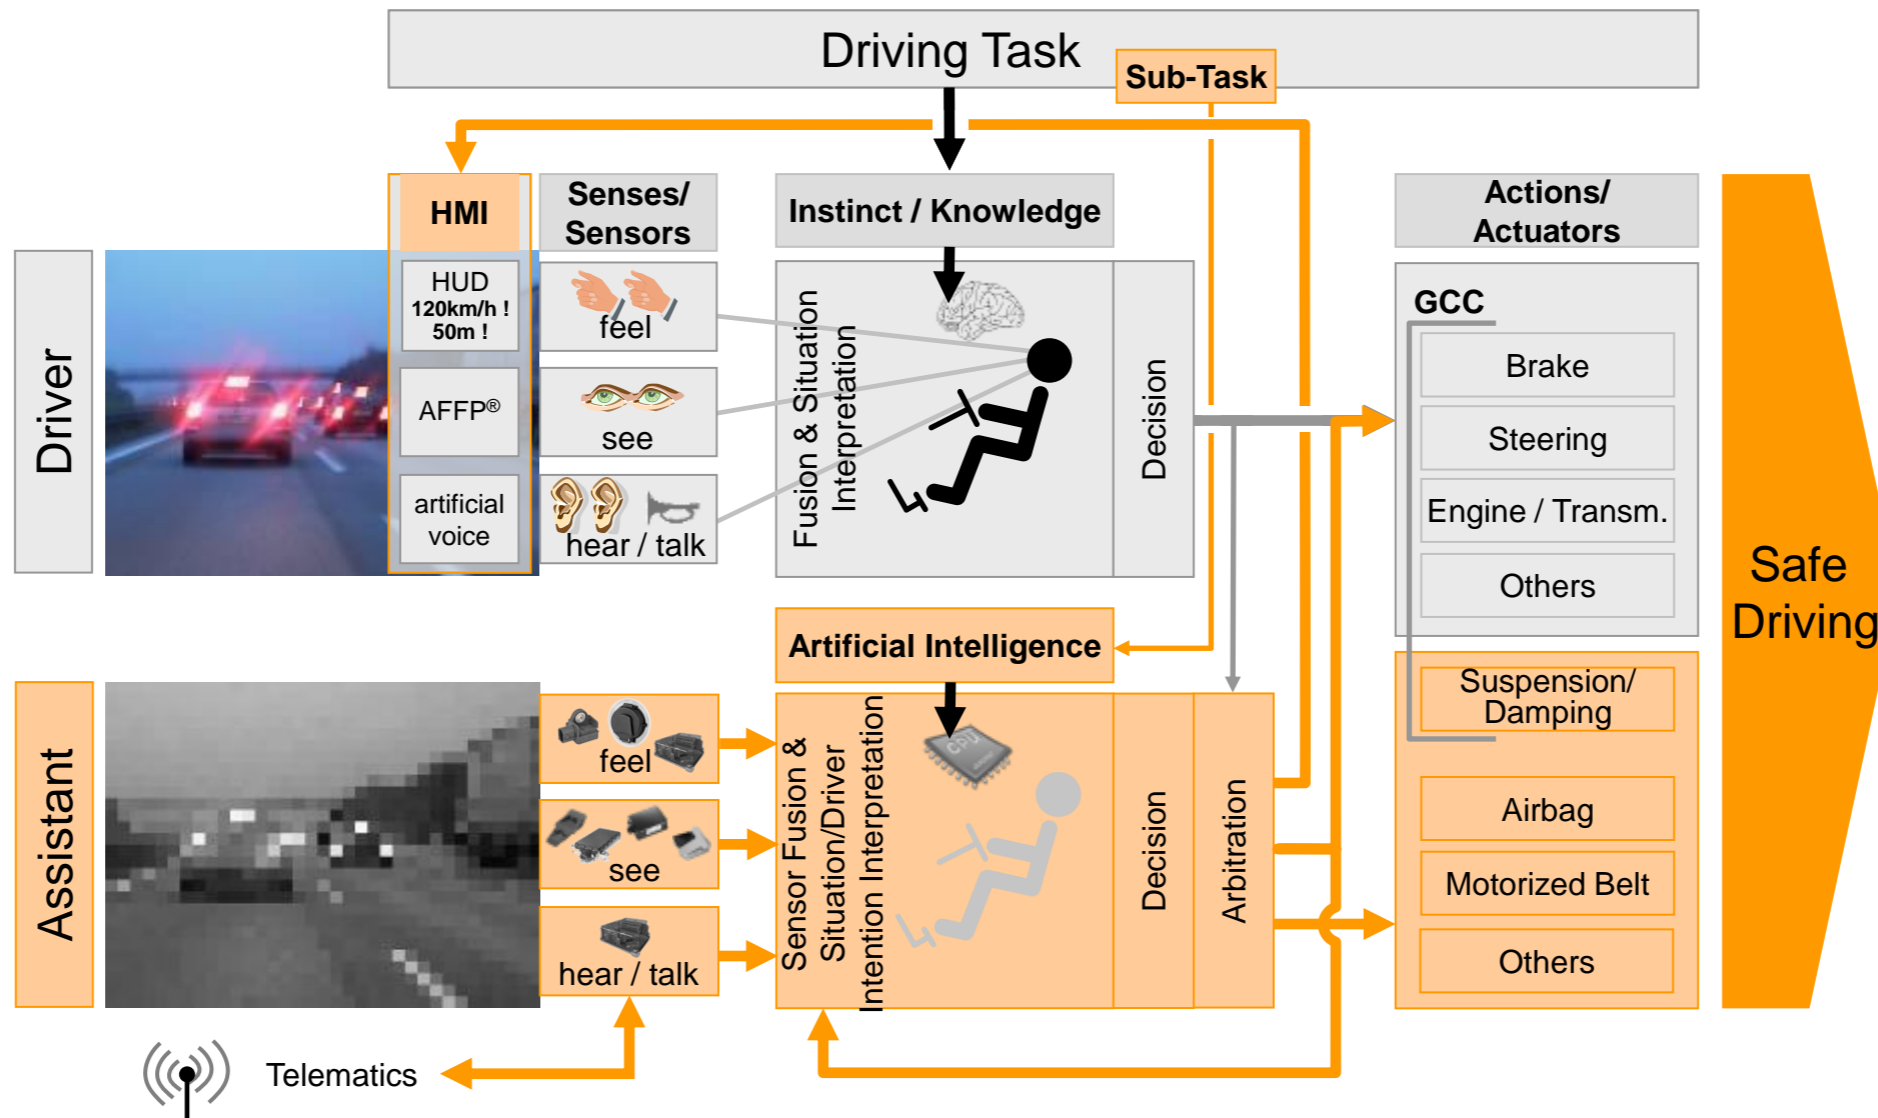 Driving Task
Sub-Task
HMI
Senses/
Sensors
Instinct / Knowledge
Actions/
Actuators
Driver
HUD
120km/h !
50m !
AFFP®
artificial
voice
feel
see
hear / talk
Fusion & Situation
Interpretation
Decision
GCC
Brake
Steering
Engine / Transm.
Others
Safe
Driving
Artificial Intelligence
Assistant
feel
see
hear / talk
Sensor Fusion &
Situation/Driver
Intention Interpretation
CPU
Decision
Arbitration
Suspension/
Damping
Airbag
Motorized Belt
Others
Telematics